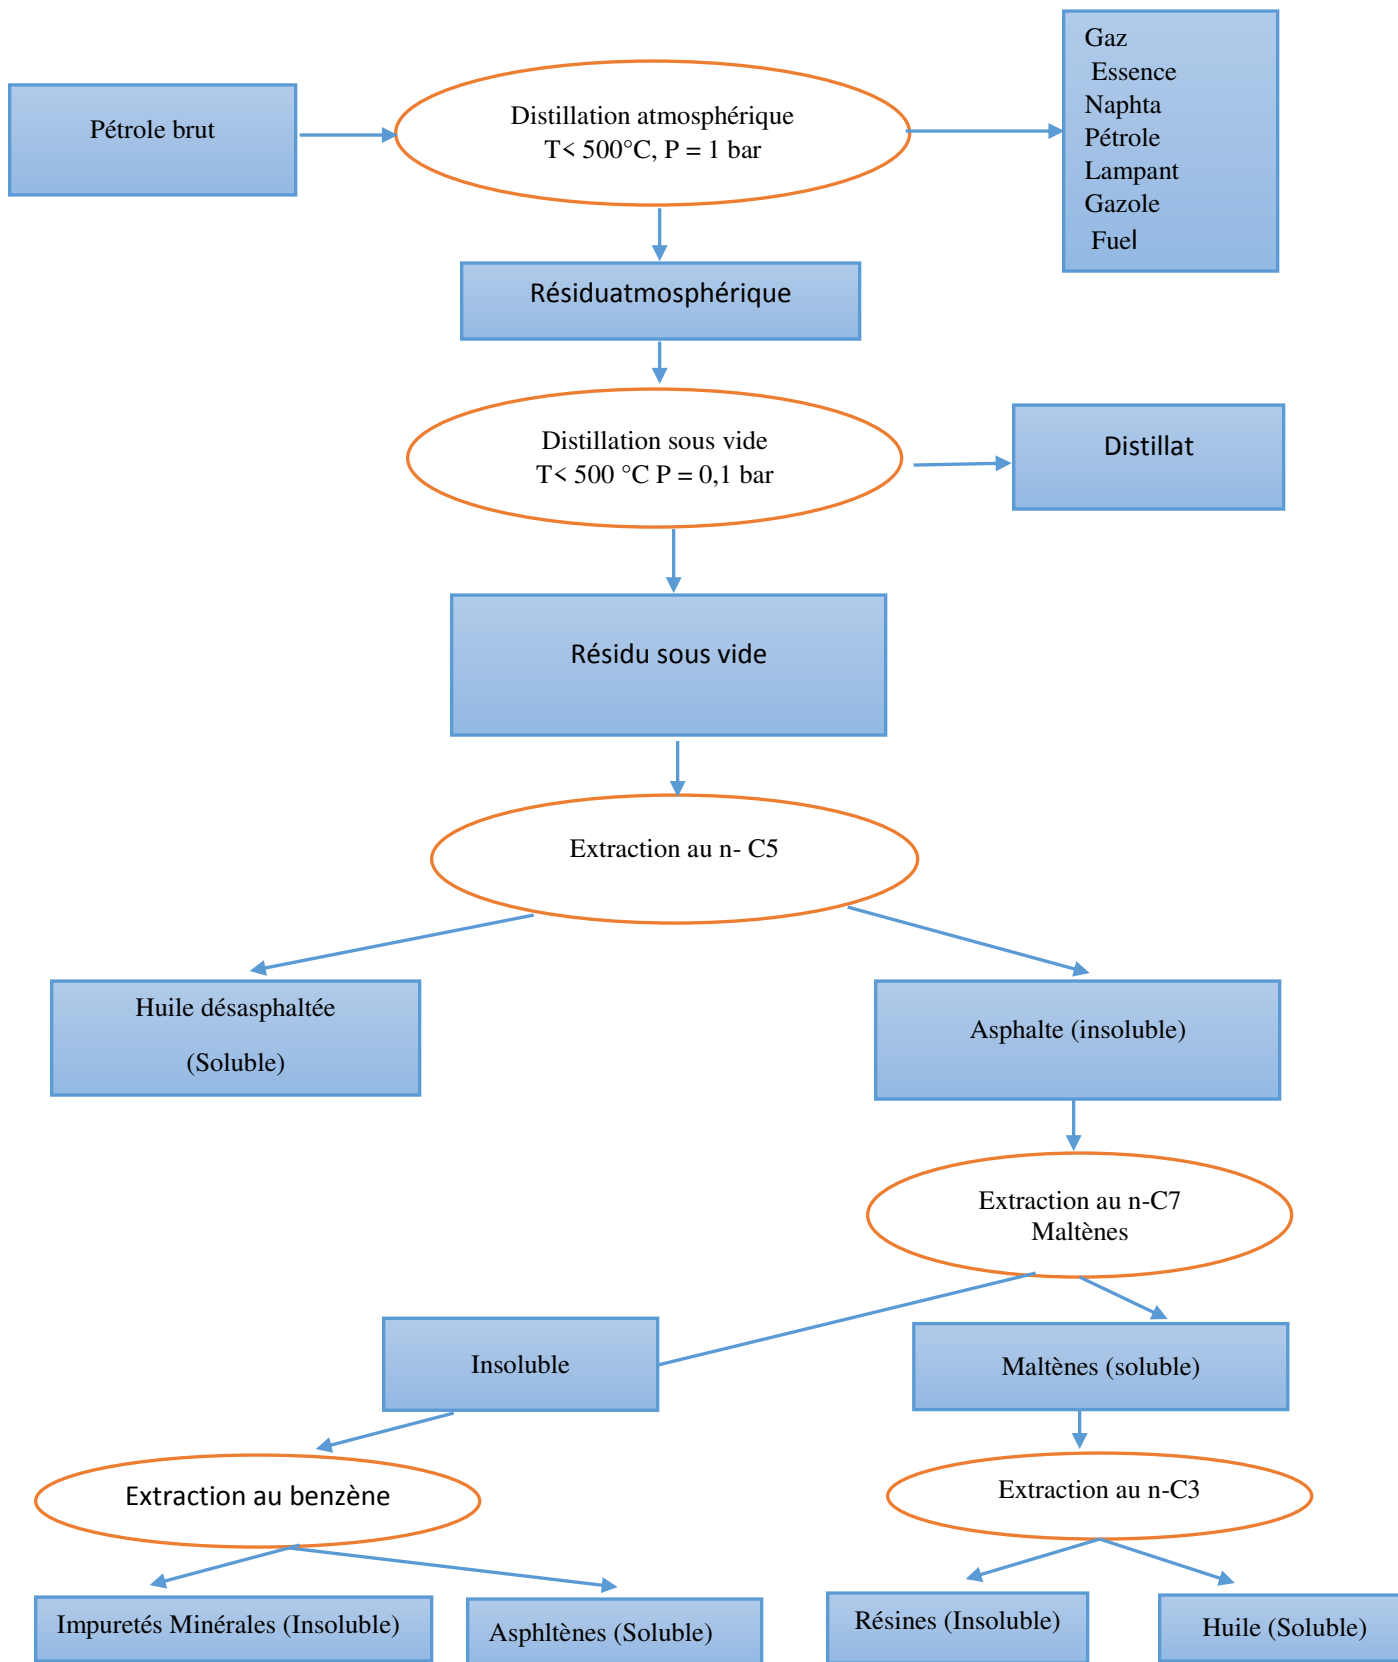 Pétrole brut
Distillation atmosphérique
T< 500°C, P = 1 bar
Gaz
Essence
Naphta
Pétrole
Lampant
Gazole
Fuel
Résiduatmosphérique
Distillation sous vide
T< 500 °C P = 0,1 bar
Distillat
Résidu sous vide
Extraction au n- C5
Huile désasphaltée
(Soluble)
Asphalte (insoluble)
Extraction au n-C7
Maltènes
Insoluble
Maltènes (soluble)
Extraction au benzène
Extraction au n-C3
Impuretés Minérales (Insoluble)
Asphltènes (Soluble)
Résines (Insoluble)
Huile (Soluble)